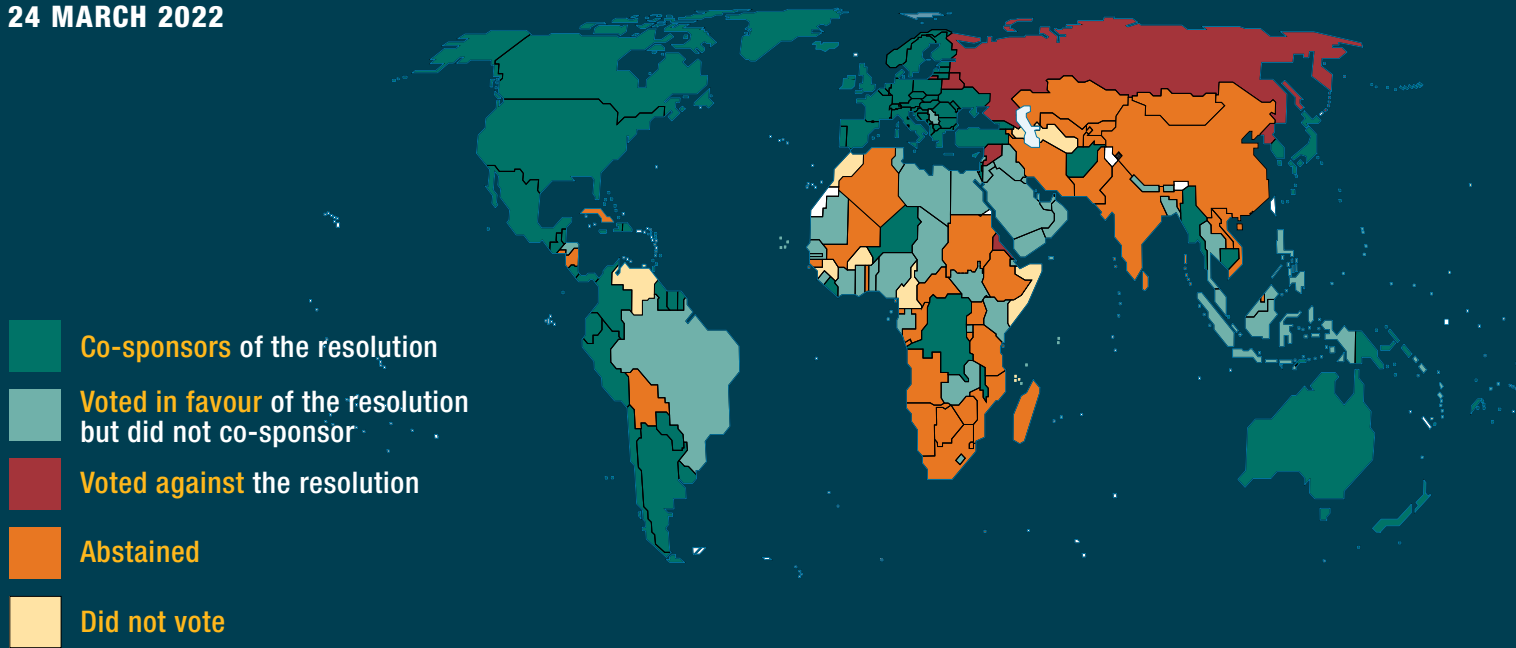 24 MARCH 2022
Co-sponsors of the resolution
Voted in favour of the resolution
but did not co-sponsor
Voted against the resolution
Abstained
Did not vote